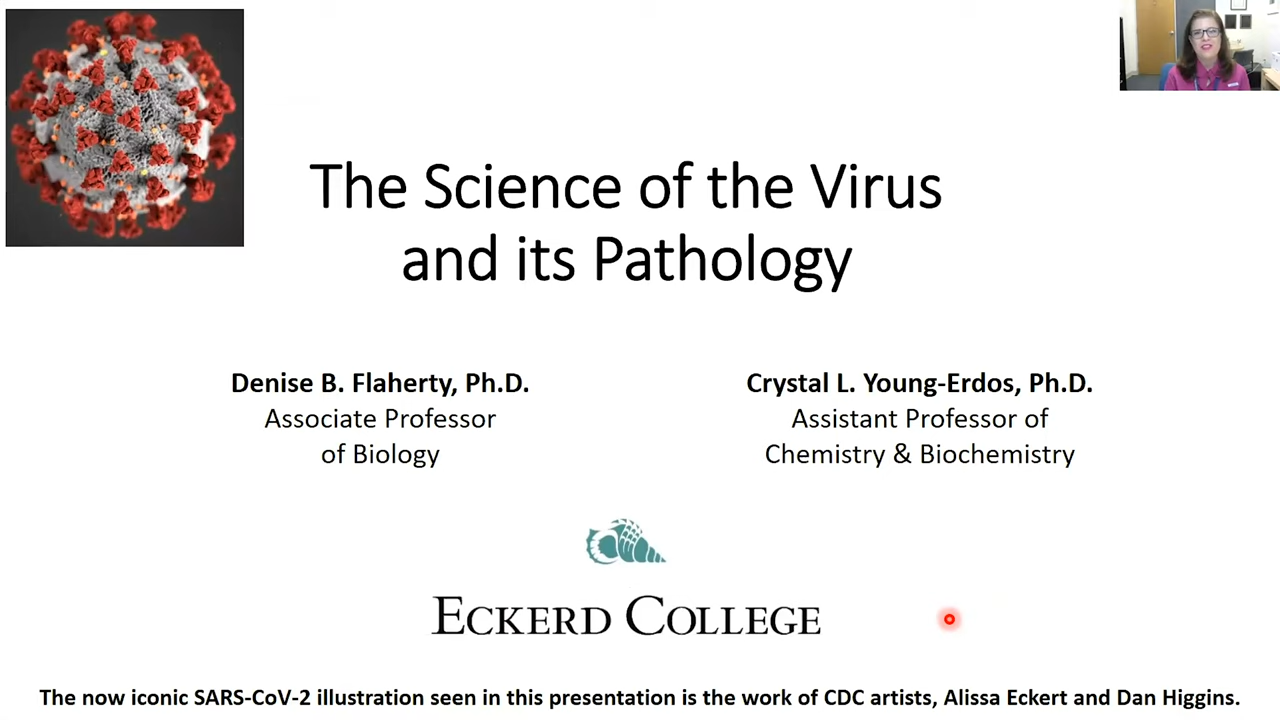 The Science of the Virus
and its Pathology
Denise B. Flaherty, Ph.D.
Associate Professor
of Biology
Crystal L. Young-Erdos, Ph.D.
Assistant Professor of
Chemistry & Biochemistry
ECKERD COLLEGE
The now iconic SARS-CoV-2 illustration seen in this presentation is the work of CDC artists, Alissa Eckert and Dan Higgins.